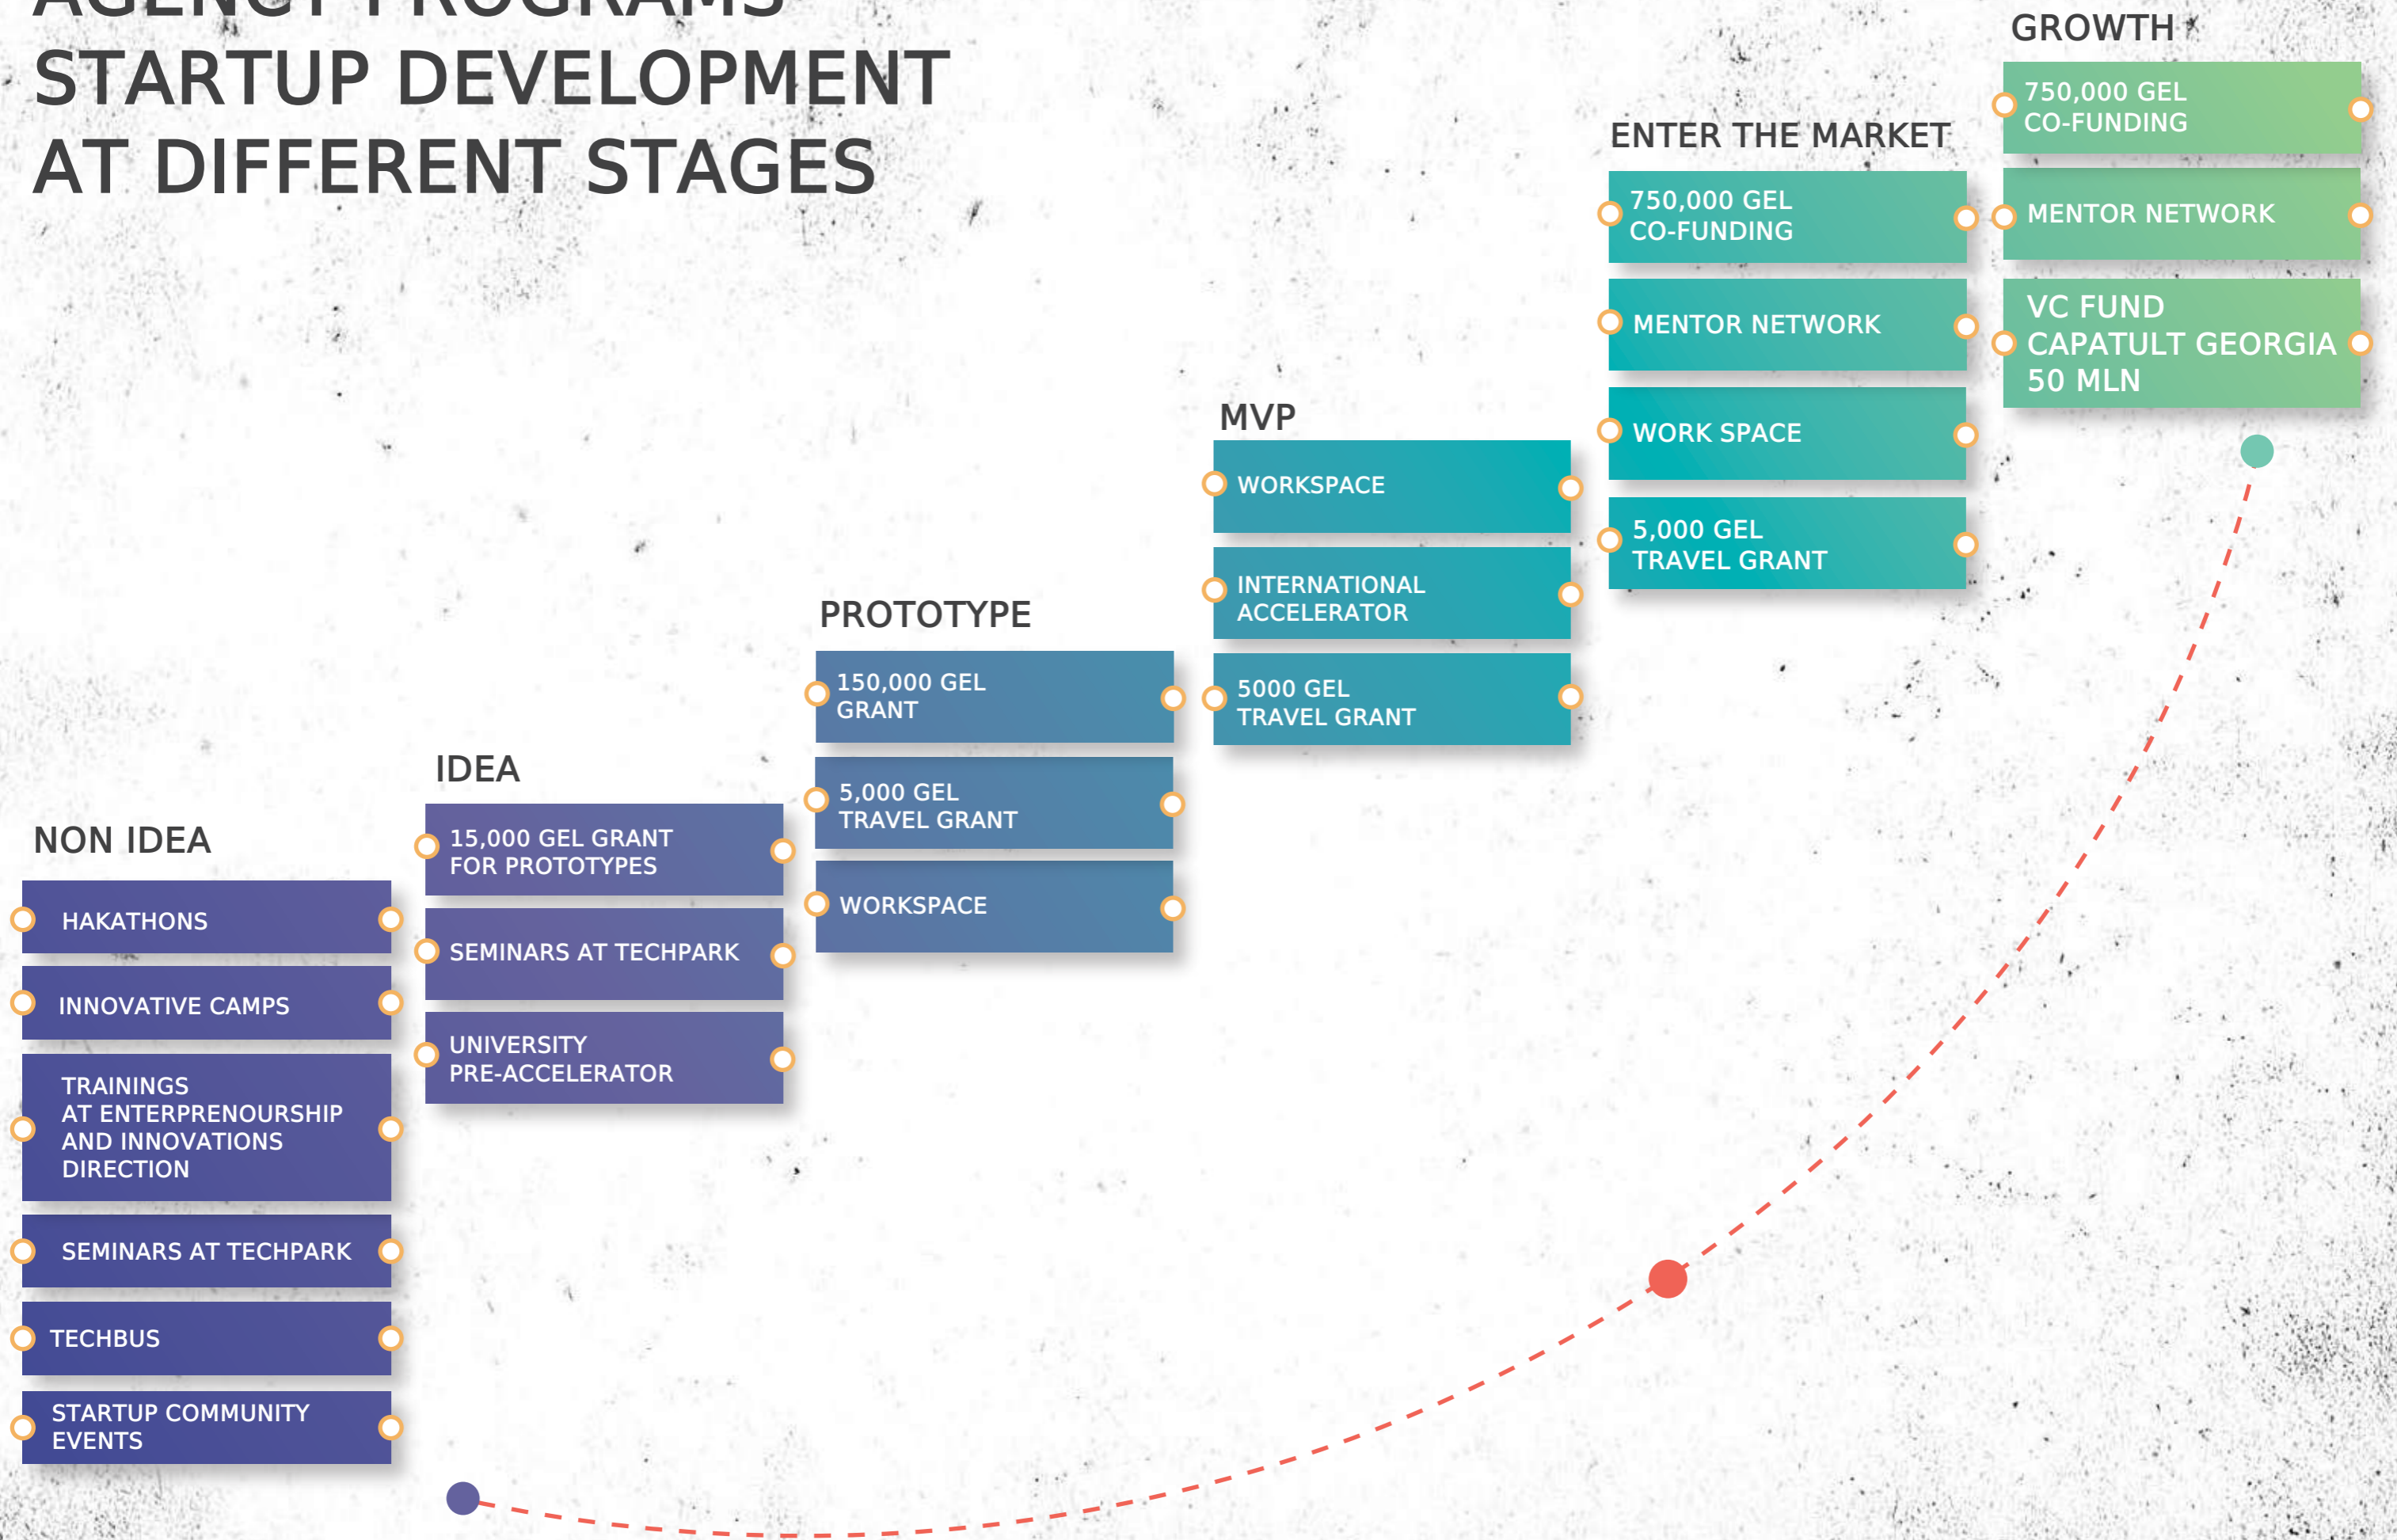 AGENCY PROGRAMS
STARTUP DEVELOPMENT
AT DIFFERENT STAGES
NON IDEA
HAKATHONS
INNOVATIVE CAMPS
TRAININGS
AT ENTERPRENOURSHIP
AND INNOVATIONS
DIRECTION
SEMINARS AT TECHPARK
TECHBUS
STARTUP COMMUNITY
EVENTS
IDEA
15,000 GEL GRANT
FOR PROTOTYPES
SEMINARS AT TECHPARK
UNIVERSITY
PRE-ACCELERATOR
PROTOTYPE
150,000 GEL
GRANT
5,000 GEL
TRAVEL GRANT
WORKSPACE
MVP
WORKSPACE
INTERNATIONAL
ACCELERATOR
5000 GEL
TRAVEL GRANT
ENTER THE MARKET
750,000 GEL
CO-FUNDING
MENTOR NETWORK
WORK SPACE
5,000 GEL
TRAVEL GRANT
GROWTH
750,000 GEL
CO-FUNDING
MENTOR NETWORK
VC FUND
CAPATULT GEORGIA
50 MLN